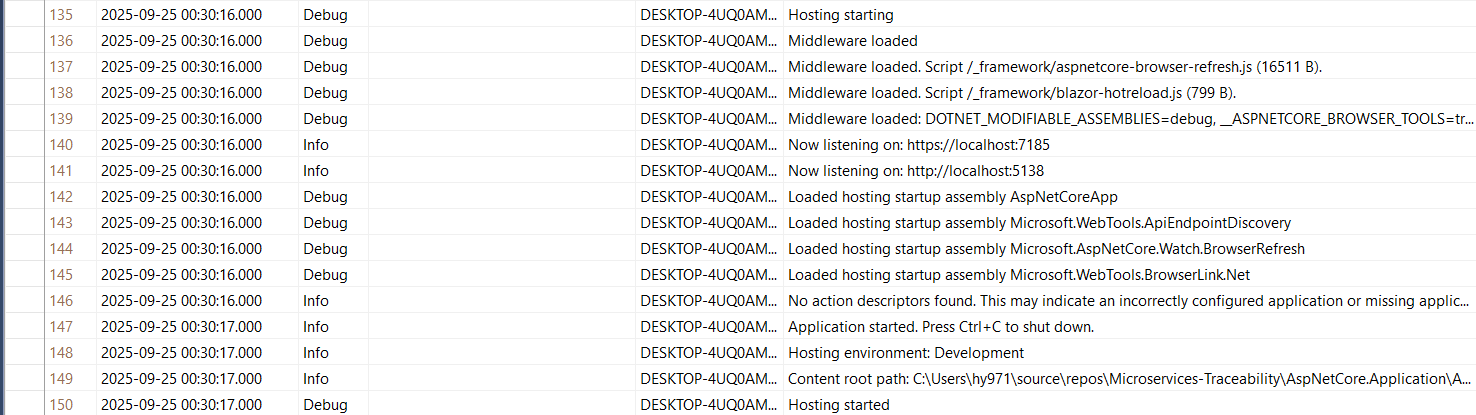 135 2025-09-25 00:30:16.000 Debug DESKTOP-4UQ0AM... Hosting starting
136 2025-09-25 00:30:16.000 Debug DESKTOP-4UQ0AM... Middleware loaded
137 2025-09-25 00:30:16.000 Debug DESKTOP-4UQ0AM... Middleware loaded. Script /_framework/aspnetcore-browser-refresh.js (16511 B).
138 2025-09-25 00:30:16.000 Debug DESKTOP-4UQ0AM... Middleware loaded. Script /_framework/blazor-hotreload.js (799 B).
139 2025-09-25 00:30:16.000 Debug DESKTOP-4UQ0AM... Middleware loaded: DOTNET_MODIFIABLE_ASSEMBLIES=debug, __ASPNETCORE_BROWSER_TOOLS=tr...
140 2025-09-25 00:30:16.000 Info DESKTOP-4UQ0AM... Now listening on: https://localhost:7185
141 2025-09-25 00:30:16.000 Info DESKTOP-4UQ0AM... Now listening on: http://localhost:5138
142 2025-09-25 00:30:16.000 Debug DESKTOP-4UQ0AM... Loaded hosting startup assembly AspNetCoreApp
143 2025-09-25 00:30:16.000 Debug DESKTOP-4UQ0AM... Loaded hosting startup assembly Microsoft.WebTools.ApiEndpointDiscovery
144 2025-09-25 00:30:16.000 Debug DESKTOP-4UQ0AM... Loaded hosting startup assembly Microsoft.AspNetCore.Watch.BrowserRefresh
145 2025-09-25 00:30:16.000 Debug DESKTOP-4UQ0AM... Loaded hosting startup assembly Microsoft.WebTools.BrowserLink.Net
146 2025-09-25 00:30:16.000 Info DESKTOP-4UQ0AM... No action descriptors found. This may indicate an incorrectly configured application or missing applic...
147 2025-09-25 00:30:17.000 Info DESKTOP-4UQ0AM... Application started. Press Ctrl+C to shut down.
148 2025-09-25 00:30:17.000 Info DESKTOP-4UQ0AM... Hosting environment: Development
149 2025-09-25 00:30:17.000 Info DESKTOP-4UQ0AM... Content root path: C:\Users\hy971\source\repos\Microservices-Traceability\AspNetCore.Application\A...
150 2025-09-25 00:30:17.000 Debug DESKTOP-4UQ0AM... Hosting started